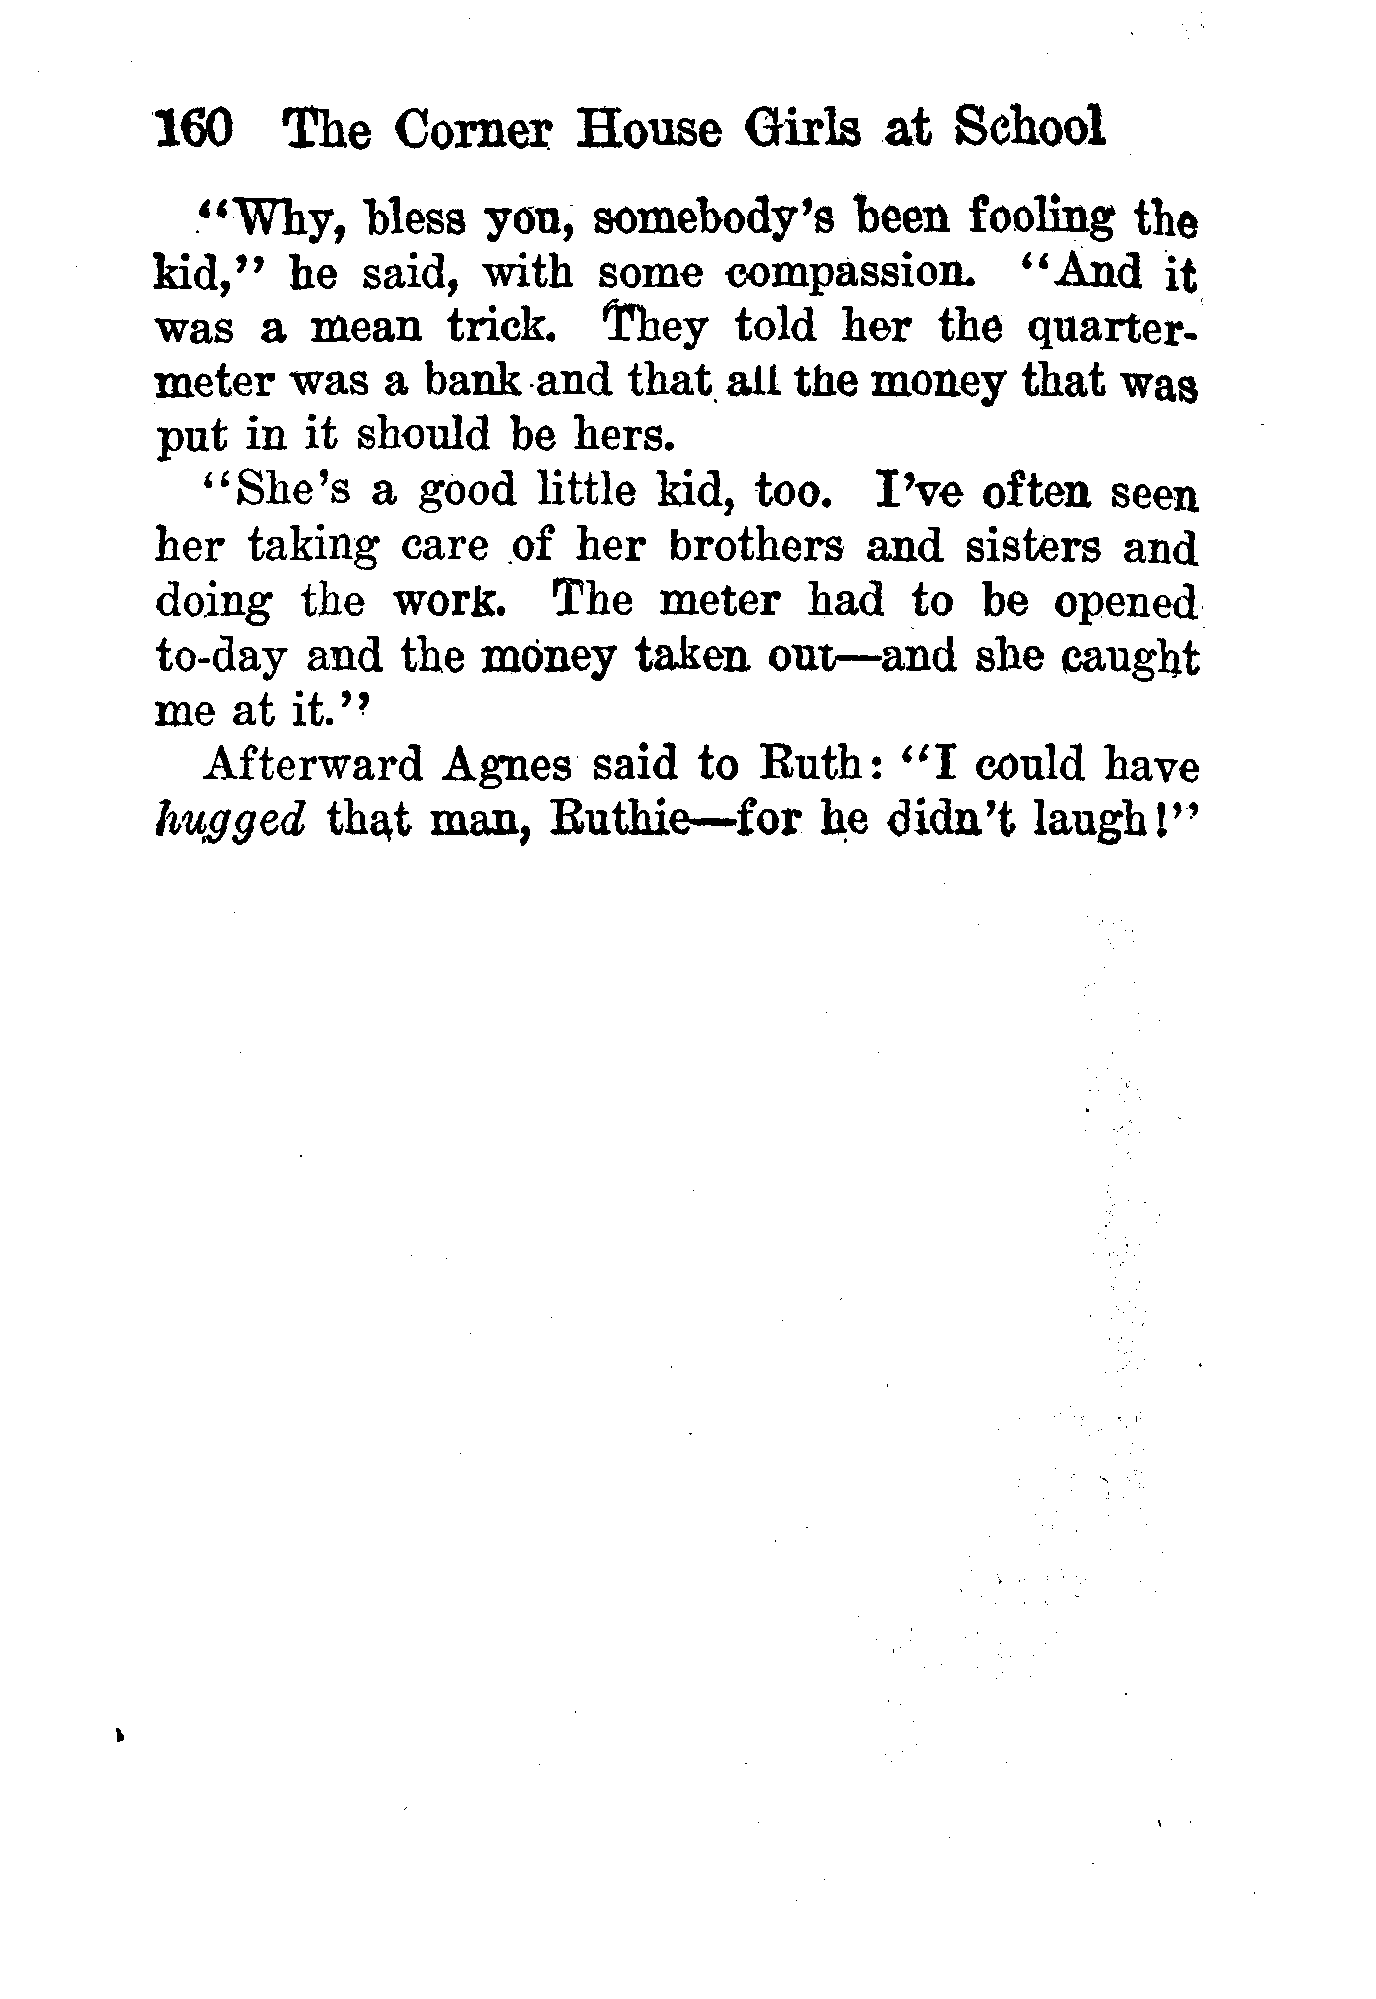 160 The Corner House Girls at School
"Why, bless you, somebody's been fooling the
kid," he said, with some compassion. "And it
was a mean trick. They told her the quarter-
meter was a bank and that all the money that was
put in it should be hers.
"She's a good little kid, too. I've often seen
her taking care of her brothers and sisters and
doing the work. The meter had to be opened
to-day and the money taken out—and she caught
me at it."
Afterward Agnes said to Ruth: "I could have
hugged that man, Ruthie—for he didn't laugh!"